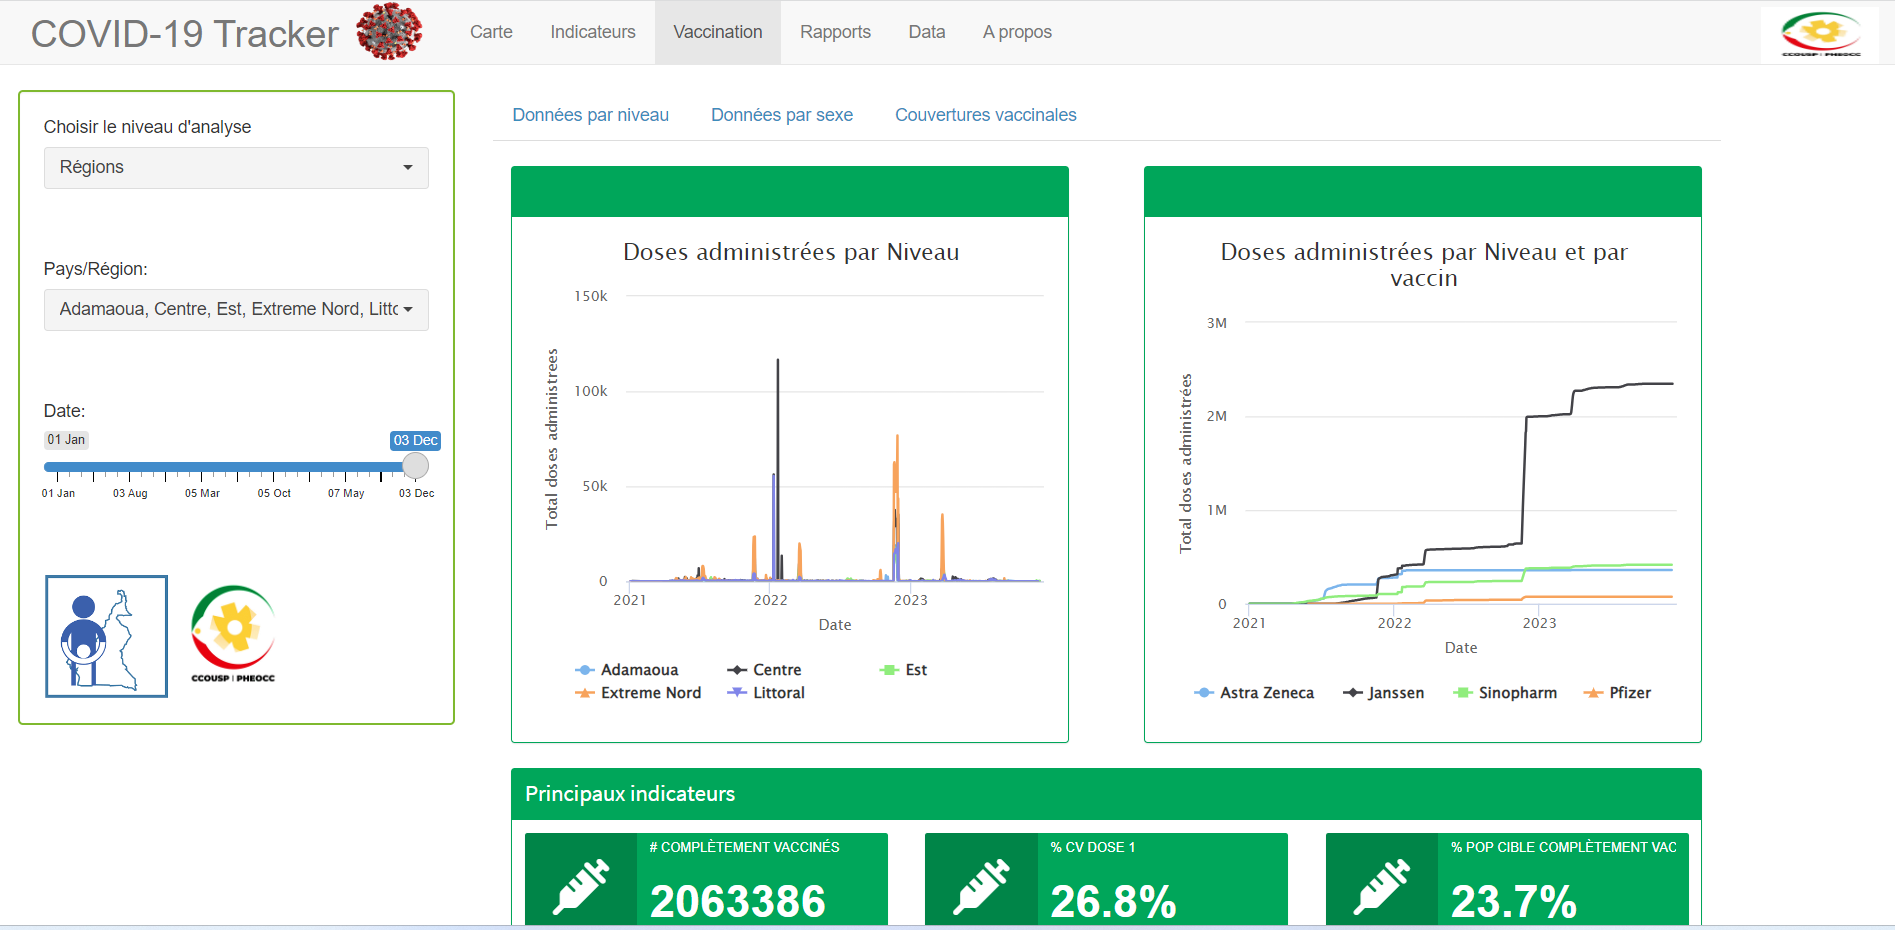 COVID-19 Tracker
Carte
Indicateurs
Vaccination
Rapports
Data
A propos
CCOUSP | PHEOCC
Choisir le niveau d'analyse
Régions
Pays/Région:
Adamaoua, Centre, Est, Extreme Nord, Litto
Date:
01 Jan
03 Dec
01 Jan
03 Aug
05 Mar
05 Oct
07 May
03 Dec
CCOUSP | PHEOCC
Données par niveau
Données par sexe
Couvertures vaccinales
Doses administrées par Niveau
Total doses administrees
150k
100k
50k
0
2021
2022
2023
Date
Adamaoua
Centre
Est
Extreme Nord
Littoral
Doses administrées par Niveau et par
vaccin
Total doses administrées
3M
2M
1M
0
2021
2022
2023
Date
Astra Zeneca
Janssen
Sinopharm
Pfizer
Principaux indicateurs
# COMPLÈTEMENT VACCINÉS
2063386
% CV DOSE 1
26.8%
% POP CIBLE COMPLÈTEMENT VAC
23.7%